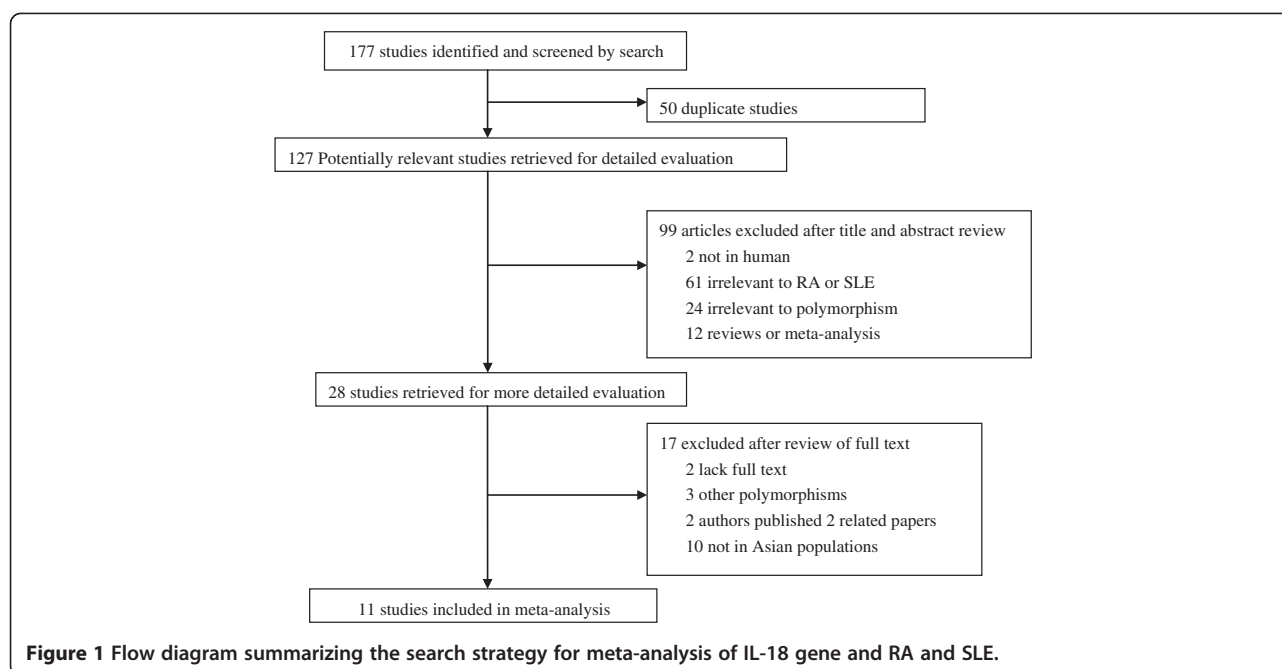 177 studies identified and screened by search
50 duplicate studies
127 Potentially relevant studies retrieved for detailed evaluation
99 articles excluded after title and abstract review
2 not in human
61 irrelevant to RA or SLE
24 irrelevant to polymorphism
12 reviews or meta-analysis
28 studies retrieved for more detailed evaluation
17 excluded after review of full text
2 lack full text
3 other polymorphisms
2 authors published 2 related papers
10 not in Asian populations
11 studies included in meta-analysis
Figure 1 Flow diagram summarizing the search strategy for meta-analysis of IL-18 gene and RA and SLE.